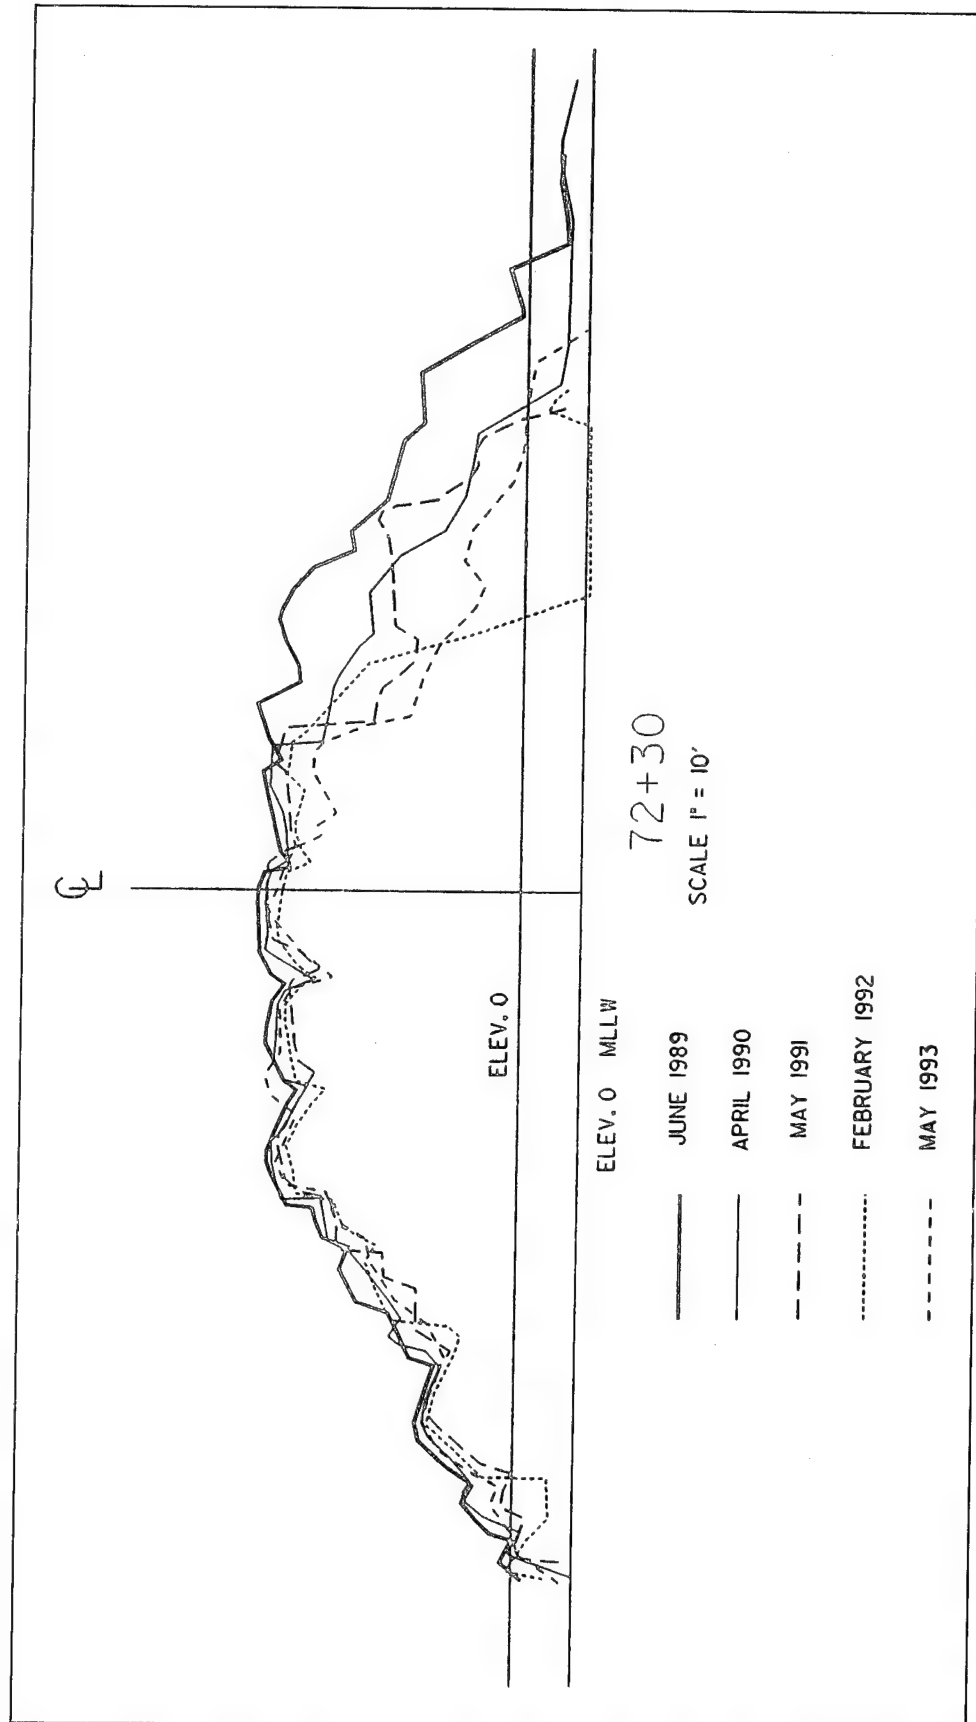 ℄
ELEV. 0
ELEV. 0 MLLW
72+30
SCALE 1" = 10'
JUNE 1989
APRIL 1990
MAY 1991
FEBRUARY 1992
MAY 1993